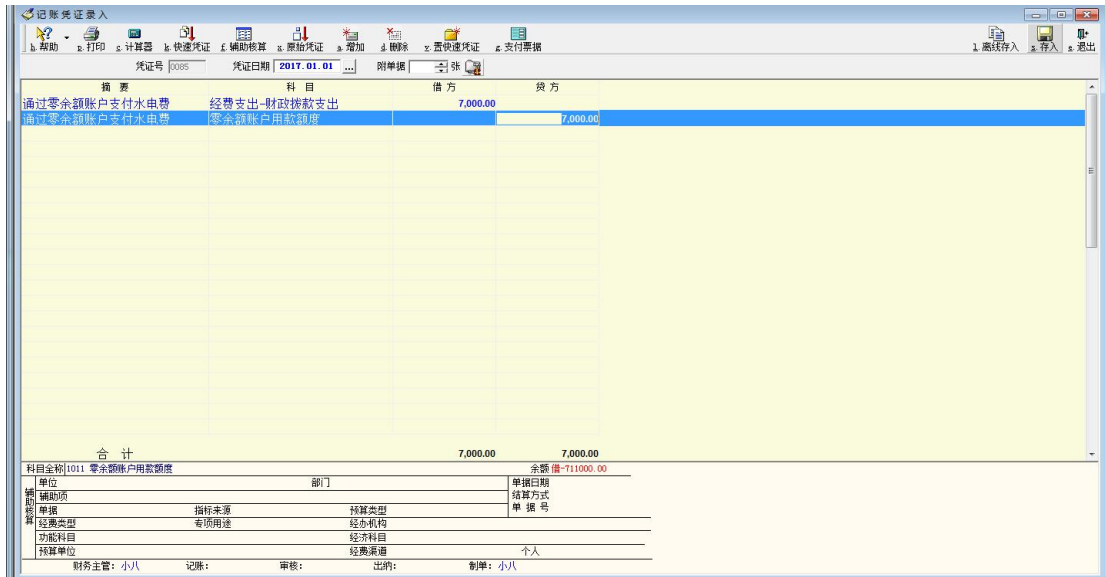 记账凭证录入
h.帮助 p.打印 c.计算器 k.快速凭证 f.辅助核算 x.原始凭证 a.增加 d.删除 v.置快速凭证 g.支付票据 l.离线存入 s.存入 e.退出
凭证号 0085 凭证日期 2017.01.01 ... 附单据 张
摘 要 科 目 借 方 贷 方
通过零余额账户支付水电费 经费支出-财政拨款支出 7,000.00
通过零余额账户支付水电费 零余额账户用款额度 7,000.00
合 计 7,000.00 7,000.00
科目全称 1011 零余额账户用款额度 余额 借-711000.00
辅助核算
单位 部门 单据日期
辅助项 结算方式
单据 指标来源 预算类型 单 据 号
经费类型 专项用途 经办机构
功能科目 经济科目
预算单位 经费渠道 个人
财务主管: 小八 记账: 审核: 出纳: 制单: 小八